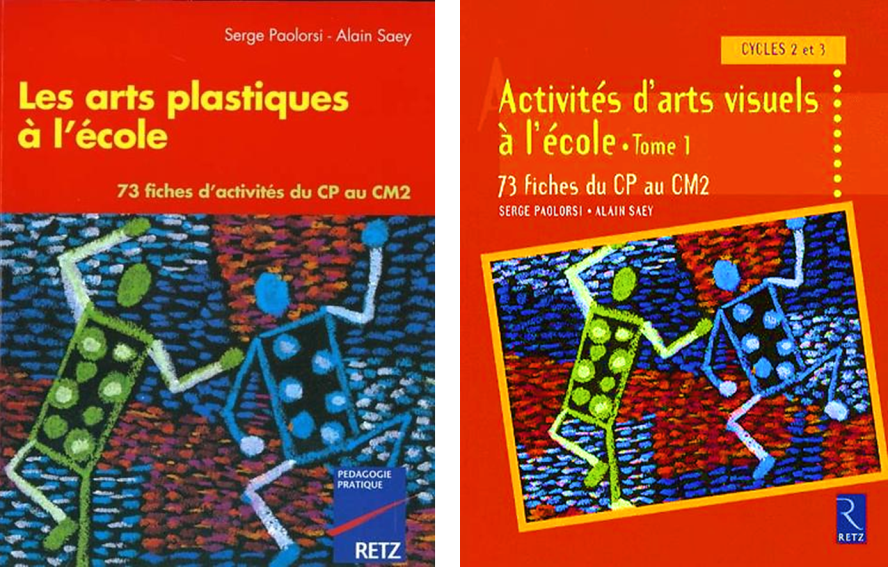 Serge Paolorsi - Alain Saey
Les arts plastiques
à l'école
73 fiches d'activités du CP au CM2
PEDAGOGIE
PRATIQUE
RETZ
CYCLES 2 et 3
Activités d'arts visuels
à l'école • Tome 1
73 fiches du CP au CM2
SERGE PAOLORSI • ALAIN SAEY
RETZ